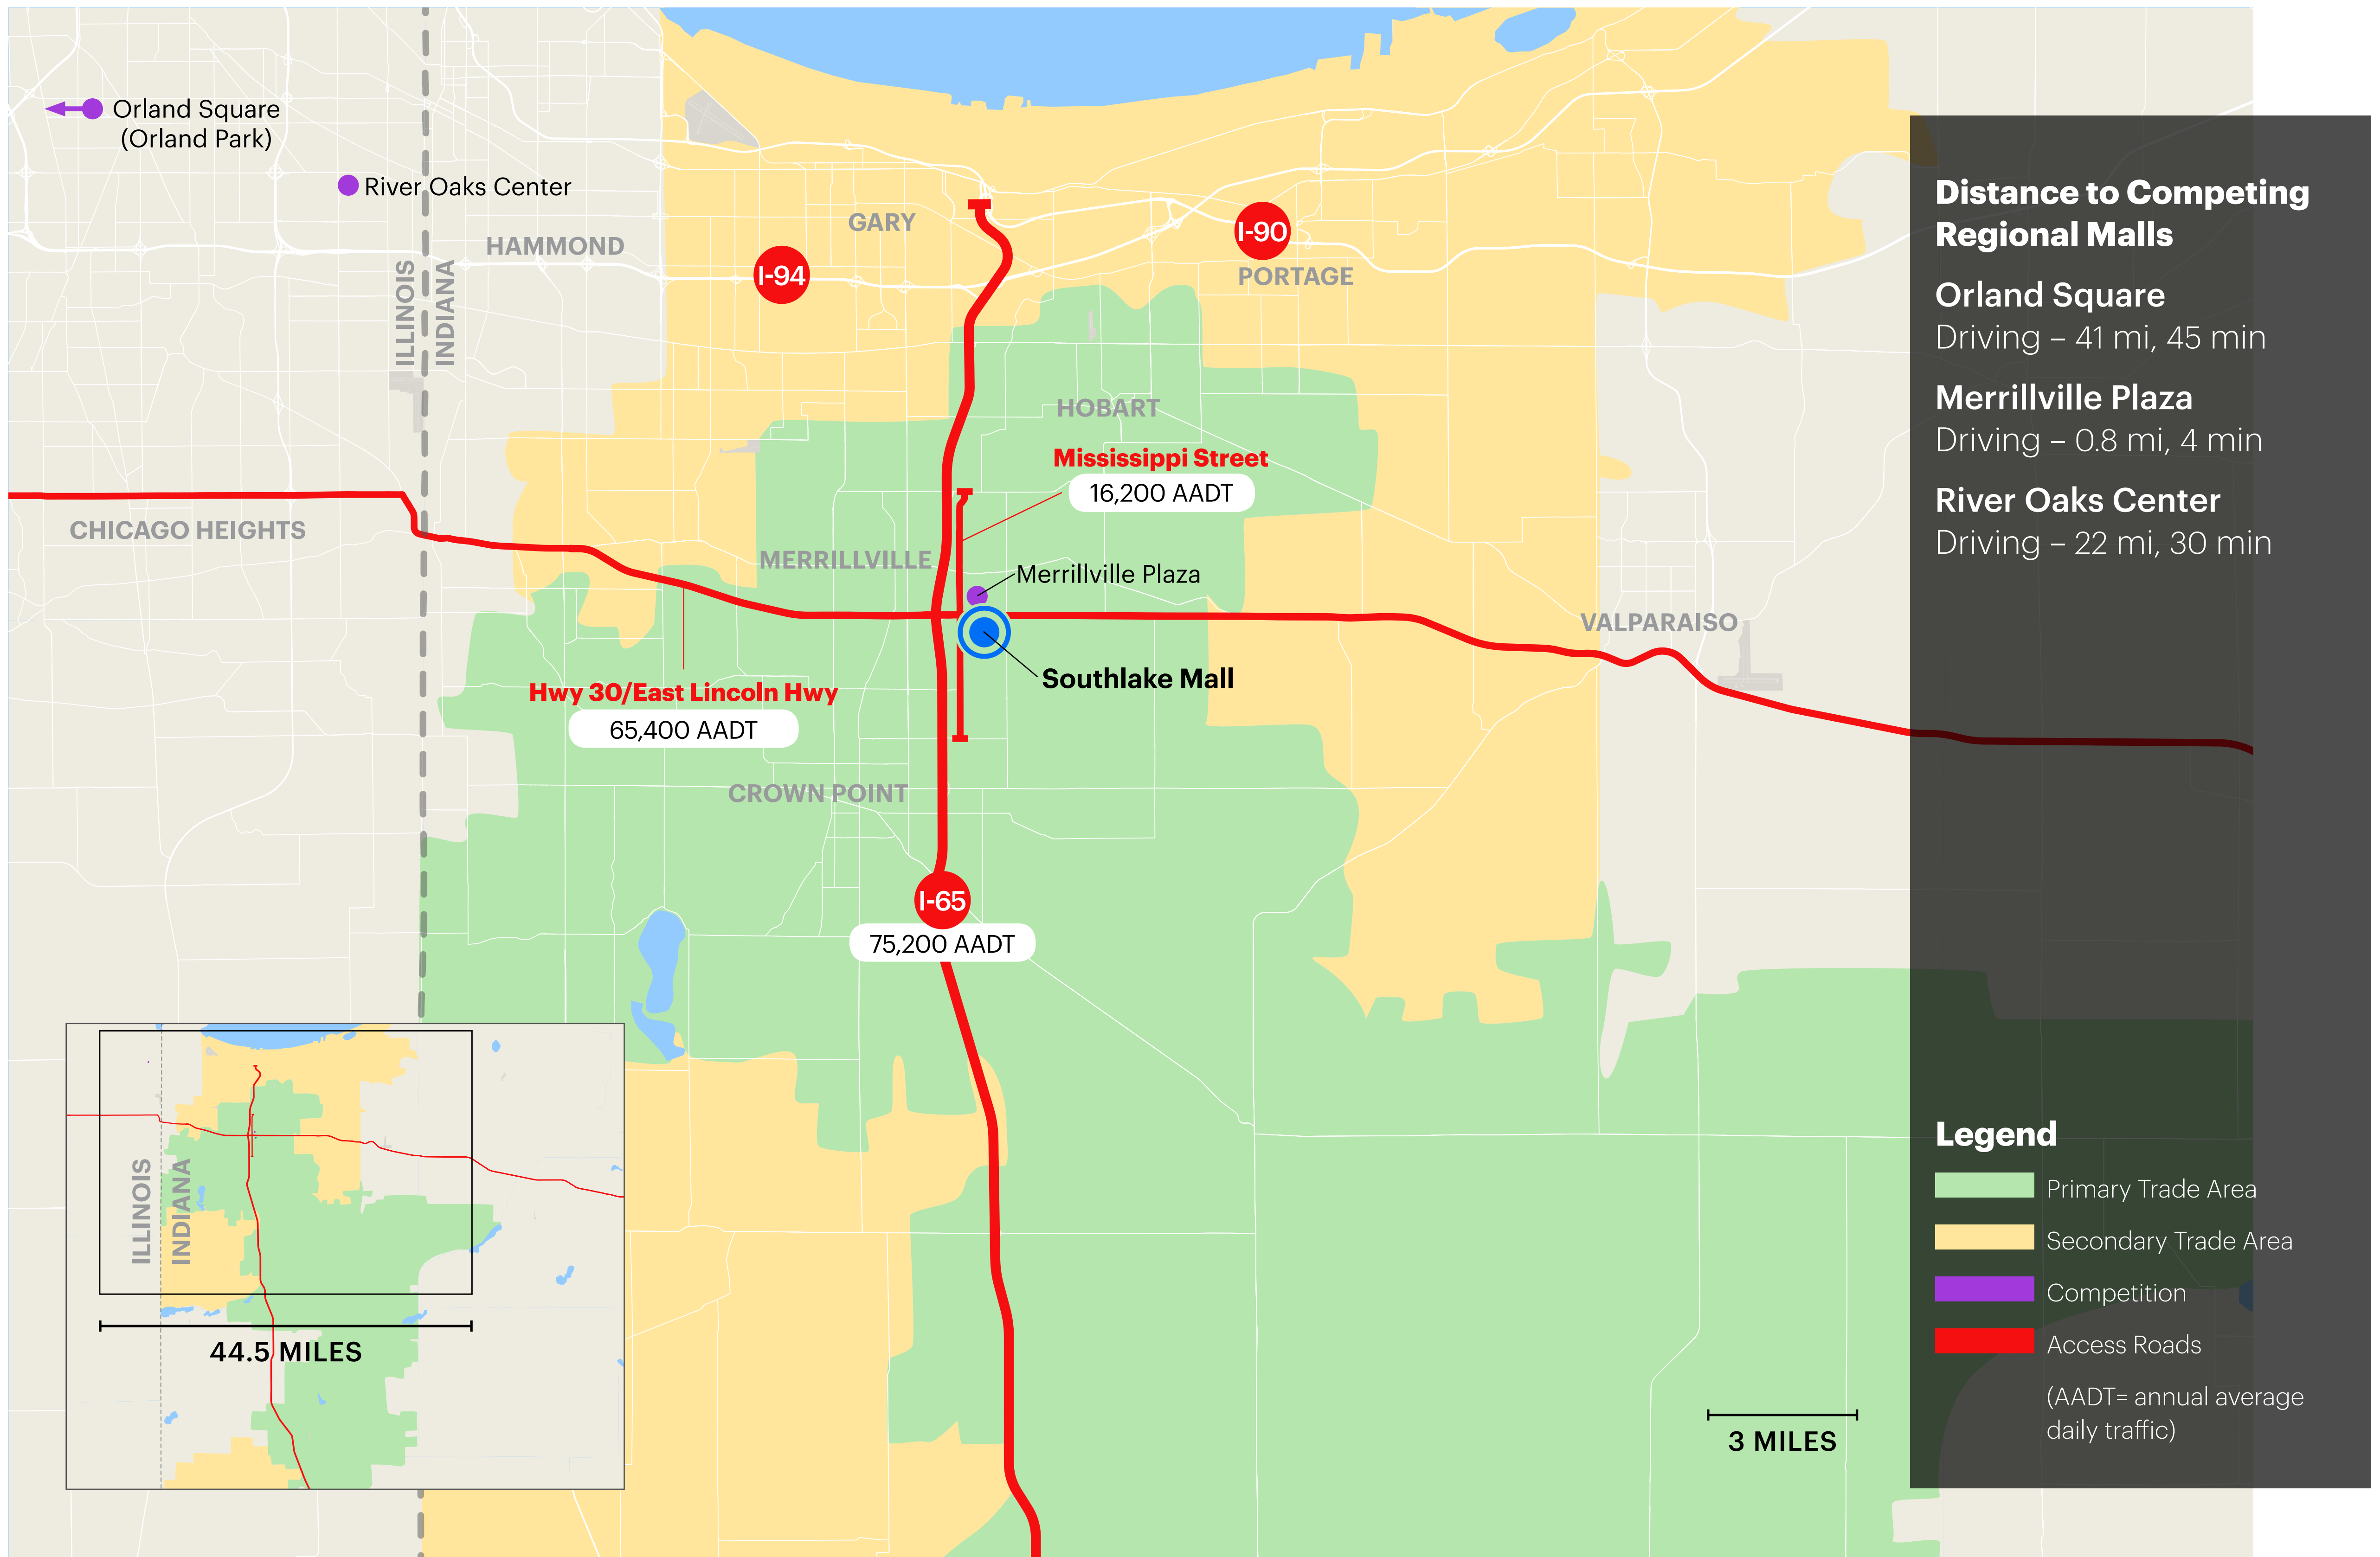 Orland Square
(Orland Park)
River Oaks Center
HAMMOND
GARY
I-94
I-90
PORTAGE
ILLINOIS
INDIANA
HOBART
Mississippi Street
16,200 AADT
CHICAGO HEIGHTS
MERRILLVILLE
Merrillville Plaza
VALPARAISO
Southlake Mall
Hwy 30/East Lincoln Hwy
65,400 AADT
CROWN POINT
I-65
75,200 AADT
ILLINOIS
INDIANA
44.5 MILES
3 MILES
Distance to Competing
Regional Malls
Orland Square
Driving – 41 mi, 45 min
Merrillville Plaza
Driving – 0.8 mi, 4 min
River Oaks Center
Driving – 22 mi, 30 min
Legend
Primary Trade Area
Secondary Trade Area
Competition
Access Roads
(AADT= annual average
daily traffic)